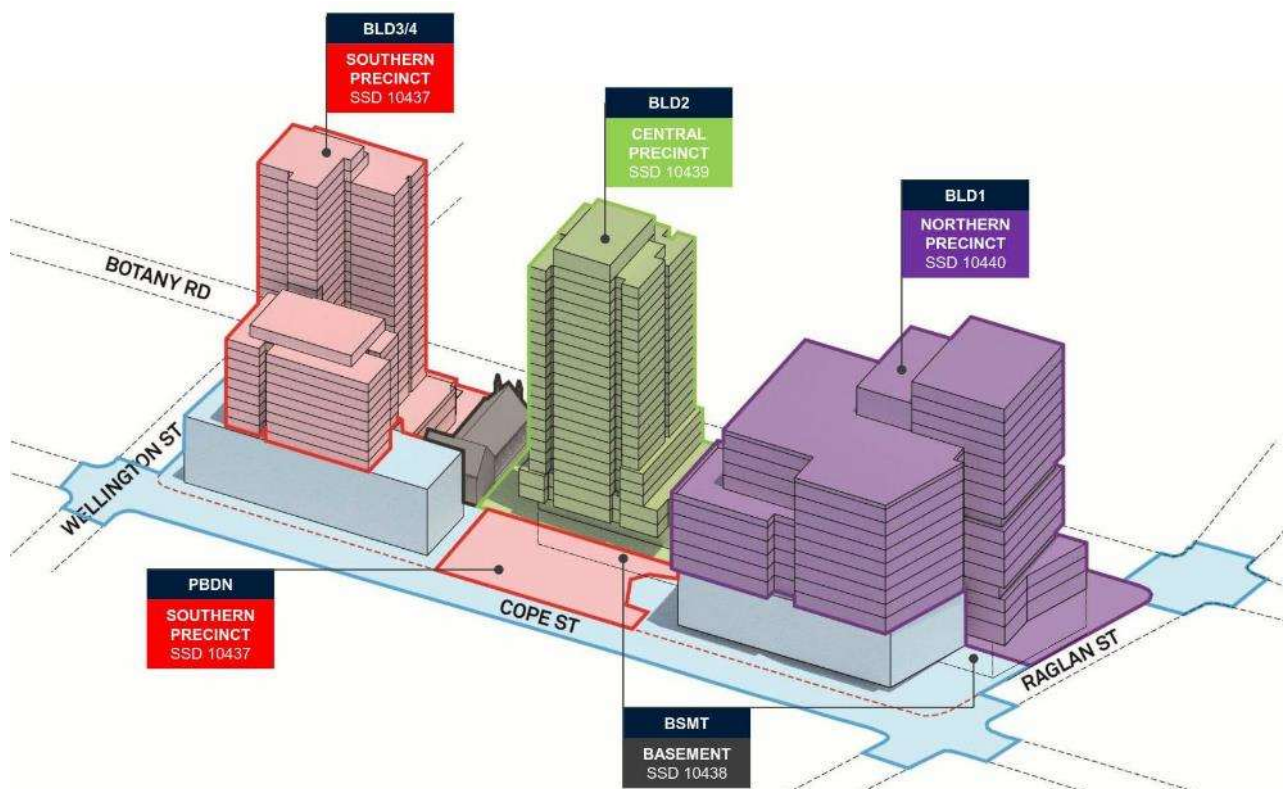 BLD3/4
SOUTHERN
PRECINCT
SSD 10437
BLD2
CENTRAL
PRECINCT
SSD 10439
BLD1
NORTHERN
PRECINCT
SSD 10440
BOTANY RD
WELLINGTON ST
PBDN
SOUTHERN
PRECINCT
SSD 10437
COPE ST
RAGLAN ST
BSMT
BASEMENT
SSD 10438